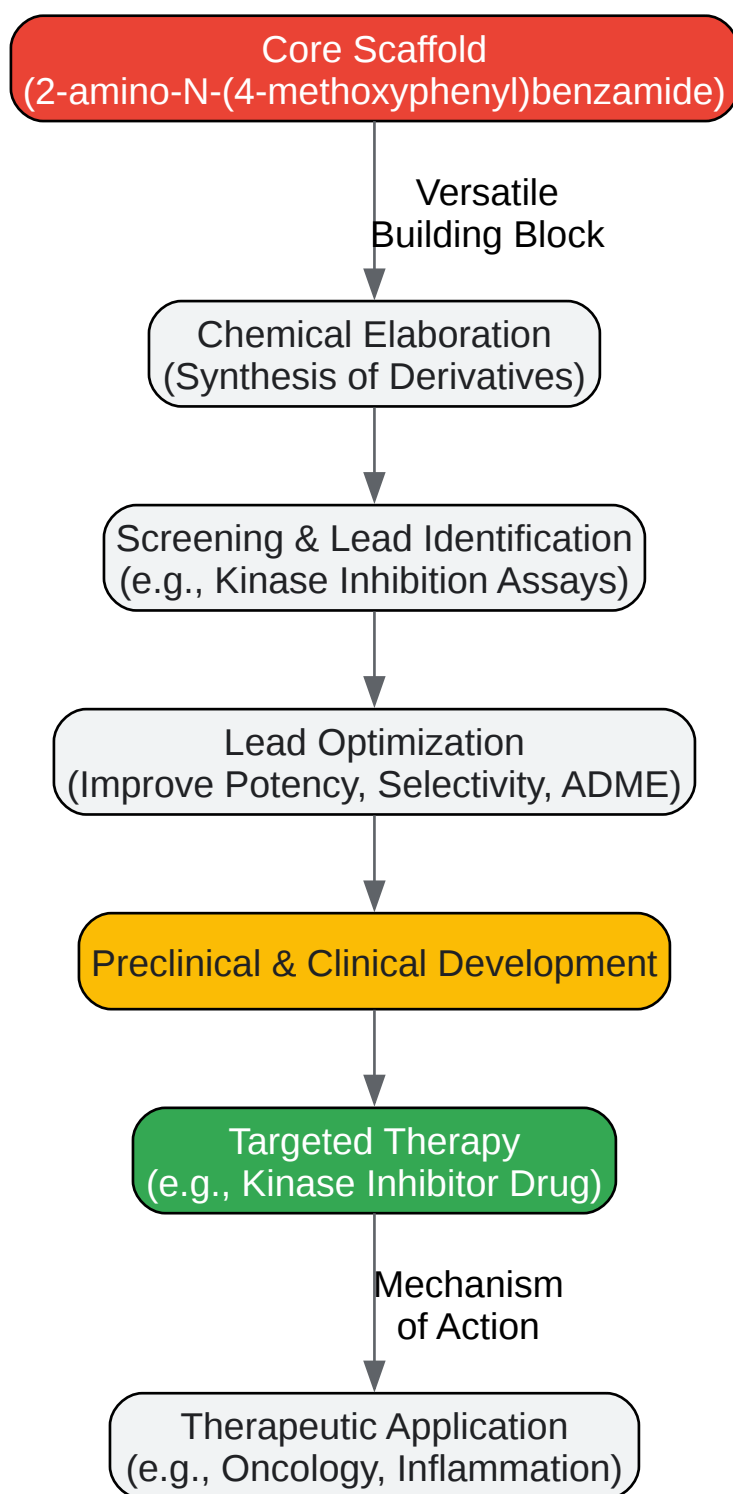 Core Scaffold
(2-amino-N-(4-methoxyphenyl)benzamide)
Versatile
Building Block
Chemical Elaboration
(Synthesis of Derivatives)
Screening & Lead Identification
(e.g., Kinase Inhibition Assays)
Lead Optimization
(Improve Potency, Selectivity, ADME)
Preclinical & Clinical Development
Targeted Therapy
(e.g., Kinase Inhibitor Drug)
Mechanism
of Action
Therapeutic Application
(e.g., Oncology, Inflammation)